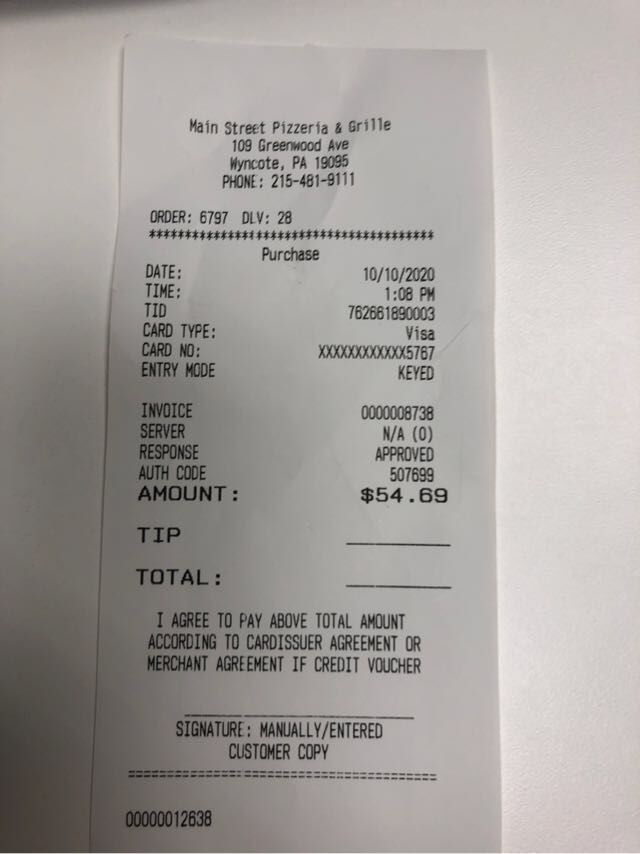 Main Street Pizzeria & Grille
109 Greenwood Ave
Wyncote, PA 19095
PHONE: 215-481-9111
ORDER: 6797 DLV: 28
***************************************
Purchase
DATE: 10/10/2020
TIME: 1:08 PM
TID 762661890003
CARD TYPE: Visa
CARD NO: XXXXXXXXXXXX5767
ENTRY MODE KEYED
INVOICE 0000008738
SERVER N/A (0)
RESPONSE APPROVED
AUTH CODE 507699
AMOUNT: $54.69
TIP
TOTAL:
I AGREE TO PAY ABOVE TOTAL AMOUNT
ACCORDING TO CARDISSUER AGREEMENT OR
MERCHANT AGREEMENT IF CREDIT VOUCHER
SIGNATURE: MANUALLY/ENTERED
CUSTOMER COPY
=======================================
00000012638